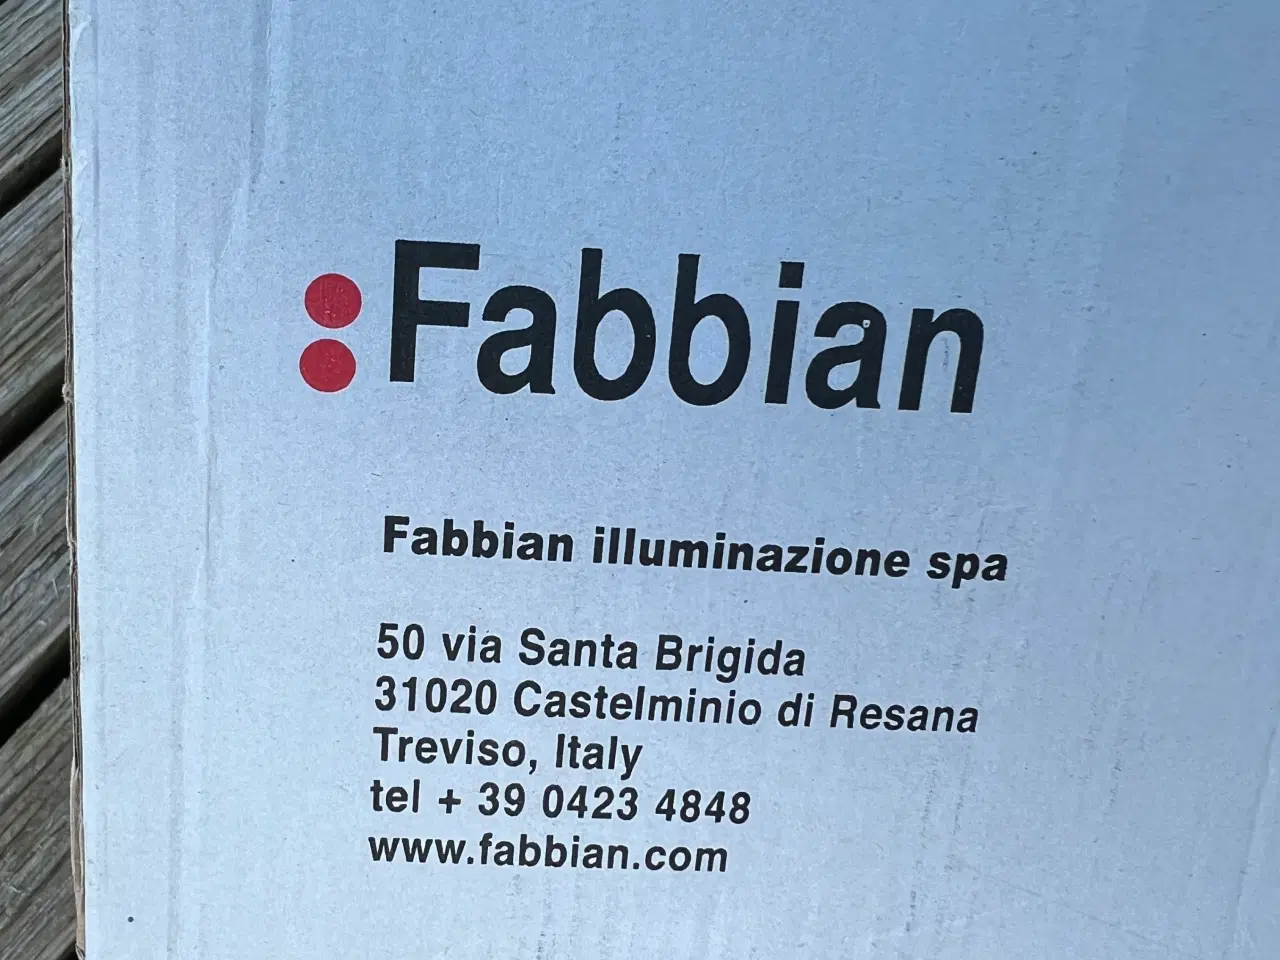 Fabbian
Fabbian illuminazione spa
50 via Santa Brigida
31020 Castelminio di Resana
Treviso, Italy
tel + 39 0423 4848
www.fabbian.com